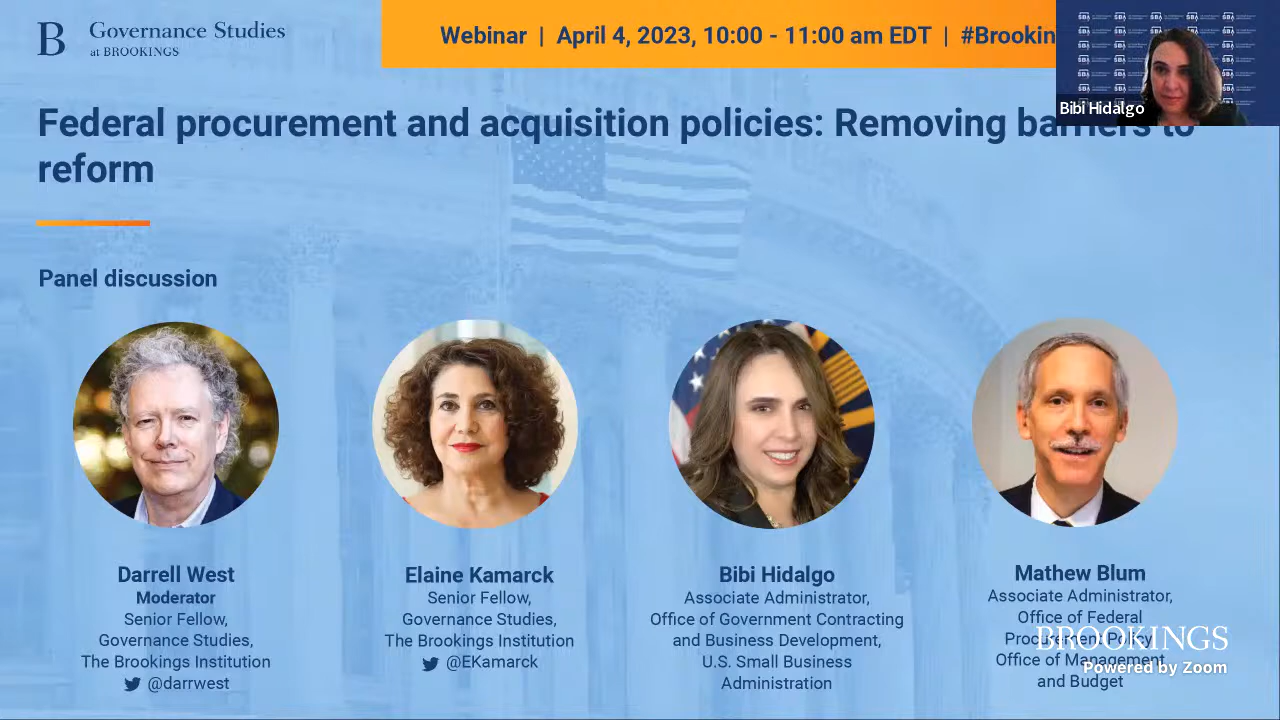 B Governance Studies
at BROOKINGS
Webinar | April 4, 2023, 10:00 - 11:00 am EDT | #Brookin
Bibi Hidalgo
Federal procurement and acquisition policies: Removing barriers to
reform
Panel discussion
Darrell West
Moderator
Senior Fellow,
Governance Studies,
The Brookings Institution
@darrwest
Elaine Kamarck
Senior Fellow,
Governance Studies,
The Brookings Institution
@EKamarck
Bibi Hidalgo
Associate Administrator,
Office of Government Contracting
and Business Development,
U.S. Small Business
Administration
Mathew Blum
Associate Administrator,
Office of Federal
Procurement Policy,
Office of Management
and Budget
BROOKINGS
Powered by Zoom